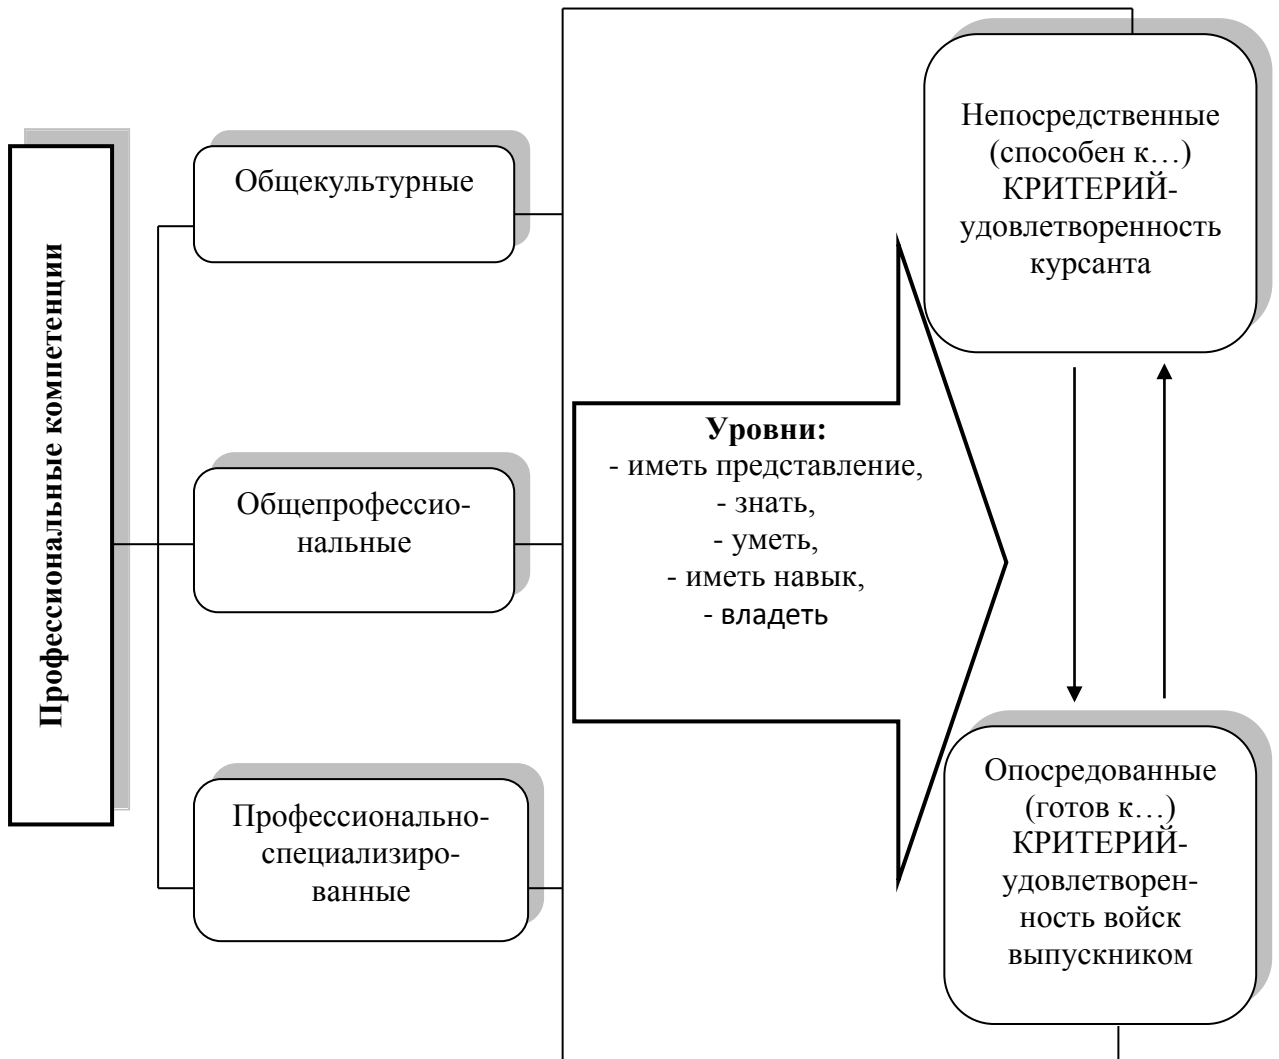 Профессиональные компетенции
Общекультурные
Общепрофессио-
нальные
Профессионально-
специализиро-
ванные
Уровни:
- иметь представление,
- знать,
- уметь,
- иметь навык,
- владеть
Непосредственные
(способен к…)
КРИТЕРИЙ-
удовлетворенность
курсанта
Опосредованные
(готов к…)
КРИТЕРИЙ-
удовлетворен-
ность войск
выпускником